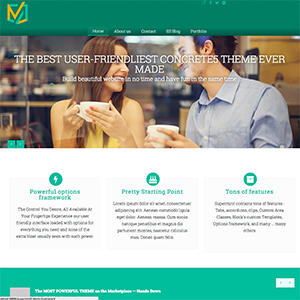 Home
About us
Contact
E3 Blog
Portfolio
THE BEST USER-FRIENDLIEST CONCRETE5 THEME EVER
MADE
Build beautiful website in no time and have fun in the same time
Powerful options
framework
The Control You Desire, All Available At
Your Fingertips Experience our user
friendly interface loaded with options for
everything you need and none of the
extra bloat usually seen with such power.
Pretty Starting Point
Lorem ipsum dolor sit amet, consectetuer
adipiscing elit. Aenean commodo ligula
eget dolor. Aenean massa. Cum sociis
natoque penatibus et magnis dis
parturient montes, nascetur ridiculus
mus.
Tons of features
Supermint contains tons of features :
Tabs, accordions, clips, Custom Area
Classes, Block's custom Templates,
Options framework, and many ... many
others
The MOST POWERFUL THEME on the Marketplace — Hands Down